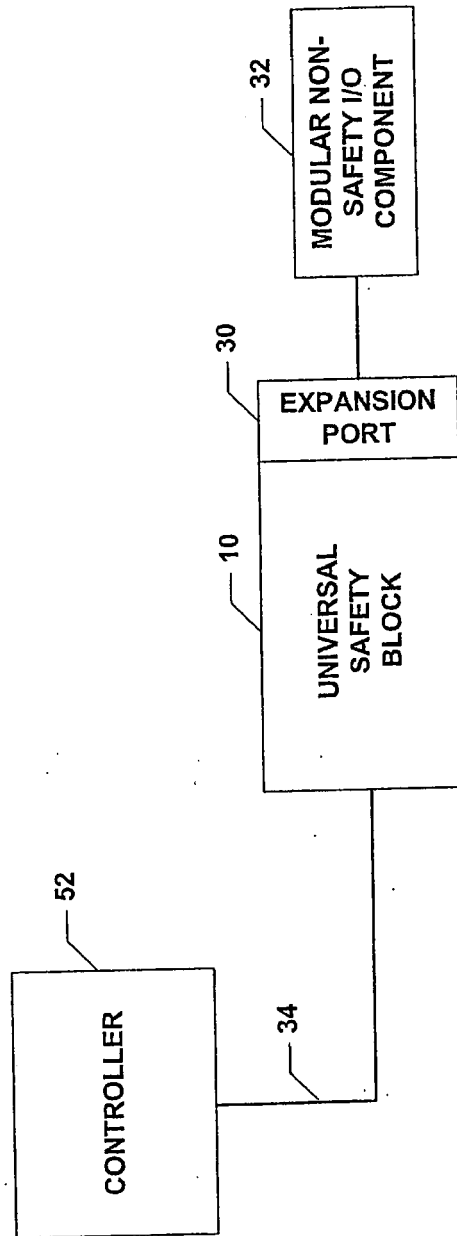 CONTROLLER
52
34
UNIVERSAL
SAFETY
BLOCK
10
EXPANSION
PORT
30
MODULAR NON-
SAFETY I/O
COMPONENT
32